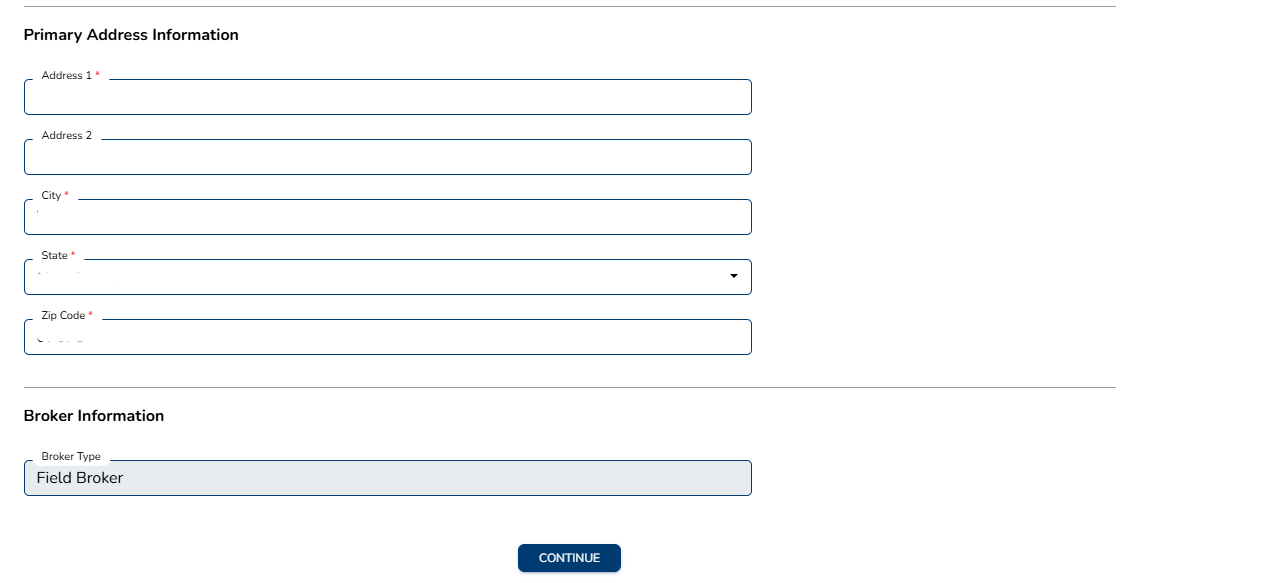 Primary Address Information
Address 1 *
Address 2
City *
State *
Zip Code *
Broker Information
Broker Type
Field Broker
CONTINUE